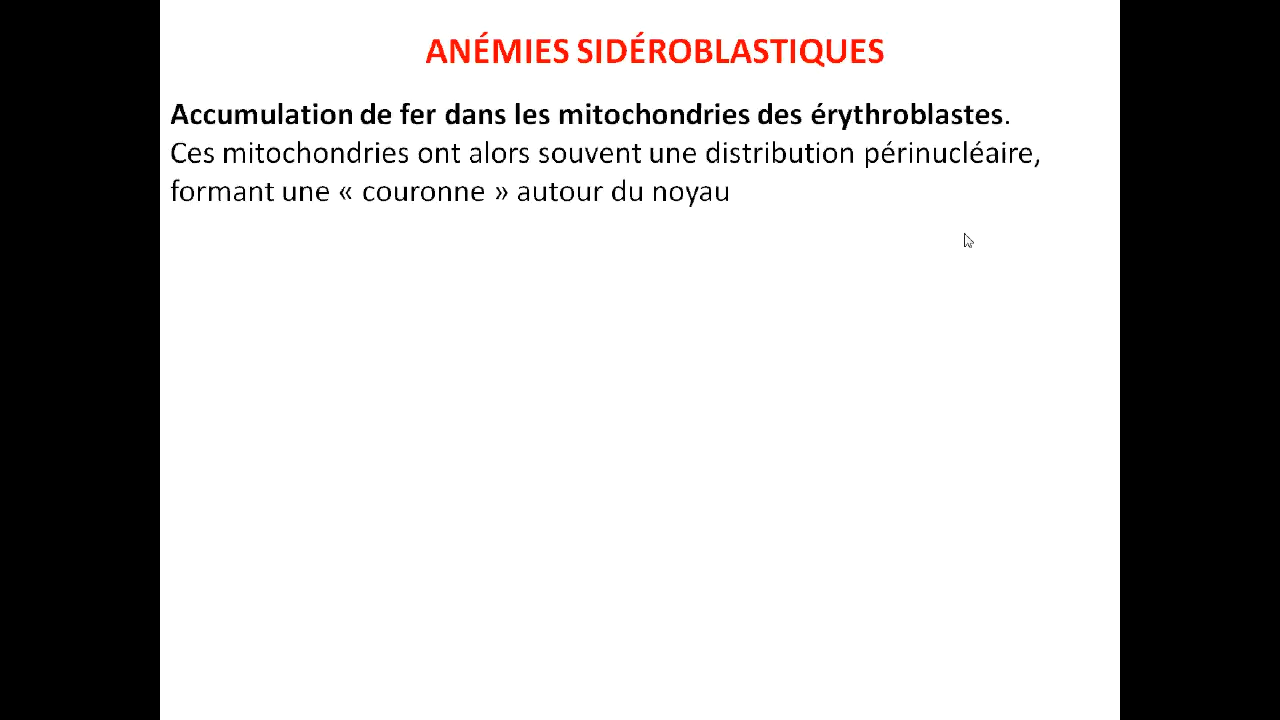 ANÉMIES SIDÉROBLASTIQUES
Accumulation de fer dans les mitochondries des érythroblastes.
Ces mitochondries ont alors souvent une distribution périnucléaire,
formant une « couronne » autour du noyau